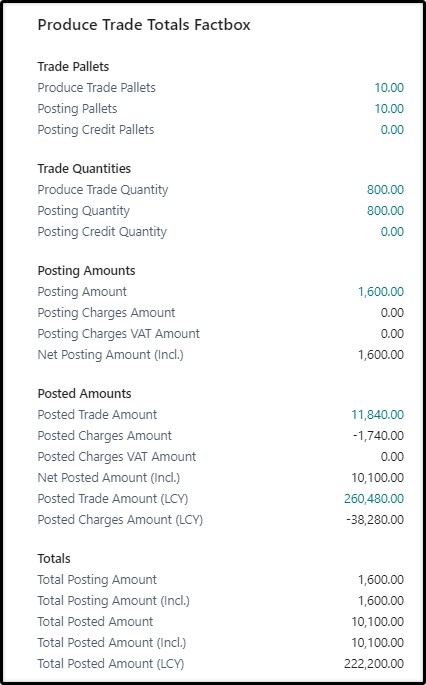 Produce Trade Totals Factbox
Trade Pallets
Produce Trade Pallets 10.00
Posting Pallets 10.00
Posting Credit Pallets 0.00
Trade Quantities
Produce Trade Quantity 800.00
Posting Quantity 800.00
Posting Credit Quantity 0.00
Posting Amounts
Posting Amount 1,600.00
Posting Charges Amount 0.00
Posting Charges VAT Amount 0.00
Net Posting Amount (Incl.) 1,600.00
Posted Amounts
Posted Trade Amount 11,840.00
Posted Charges Amount -1,740.00
Posted Charges VAT Amount 0.00
Net Posted Amount (Incl.) 10,100.00
Posted Trade Amount (LCY) 260,480.00
Posted Charges Amount (LCY) -38,280.00
Totals
Total Posting Amount 1,600.00
Total Posting Amount (Incl.) 1,600.00
Total Posted Amount 10,100.00
Total Posted Amount (Incl.) 10,100.00
Total Posted Amount (LCY) 222,200.00